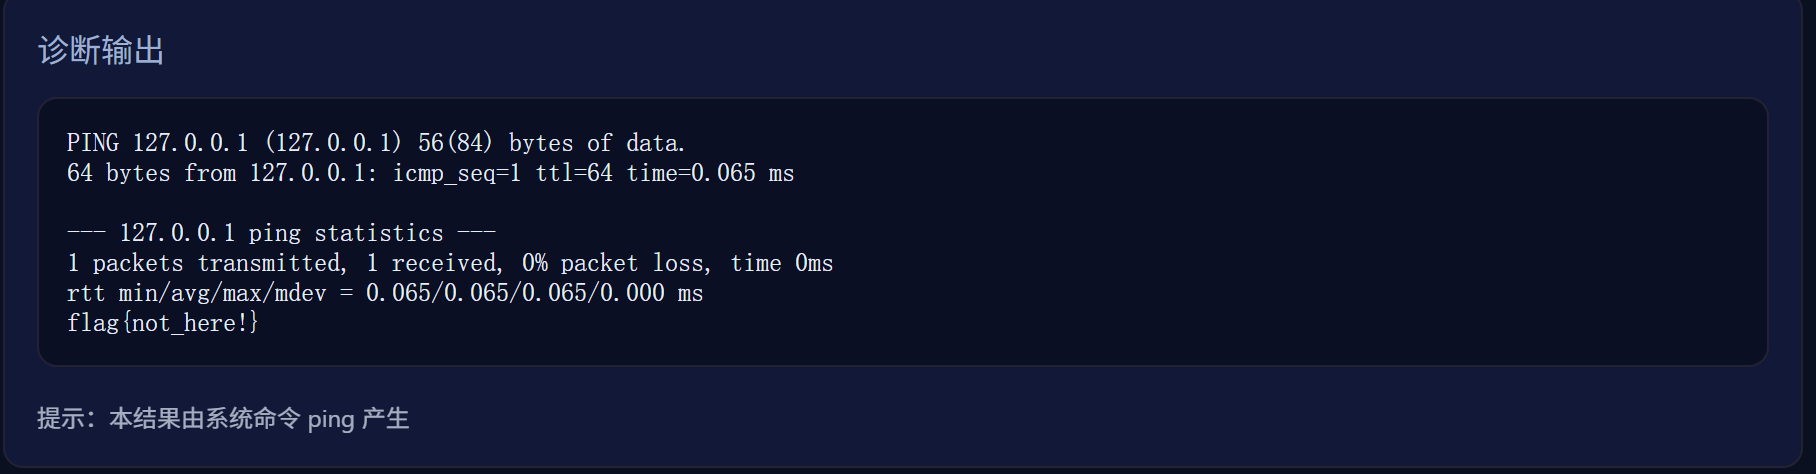 诊断输出
PING 127.0.0.1 (127.0.0.1) 56(84) bytes of data.
64 bytes from 127.0.0.1: icmp_seq=1 ttl=64 time=0.065 ms
--- 127.0.0.1 ping statistics ---
1 packets transmitted, 1 received, 0% packet loss, time 0ms
rtt min/avg/max/mdev = 0.065/0.065/0.065/0.000 ms
flag{not_here!}
提示：本结果由系统命令 ping 产生